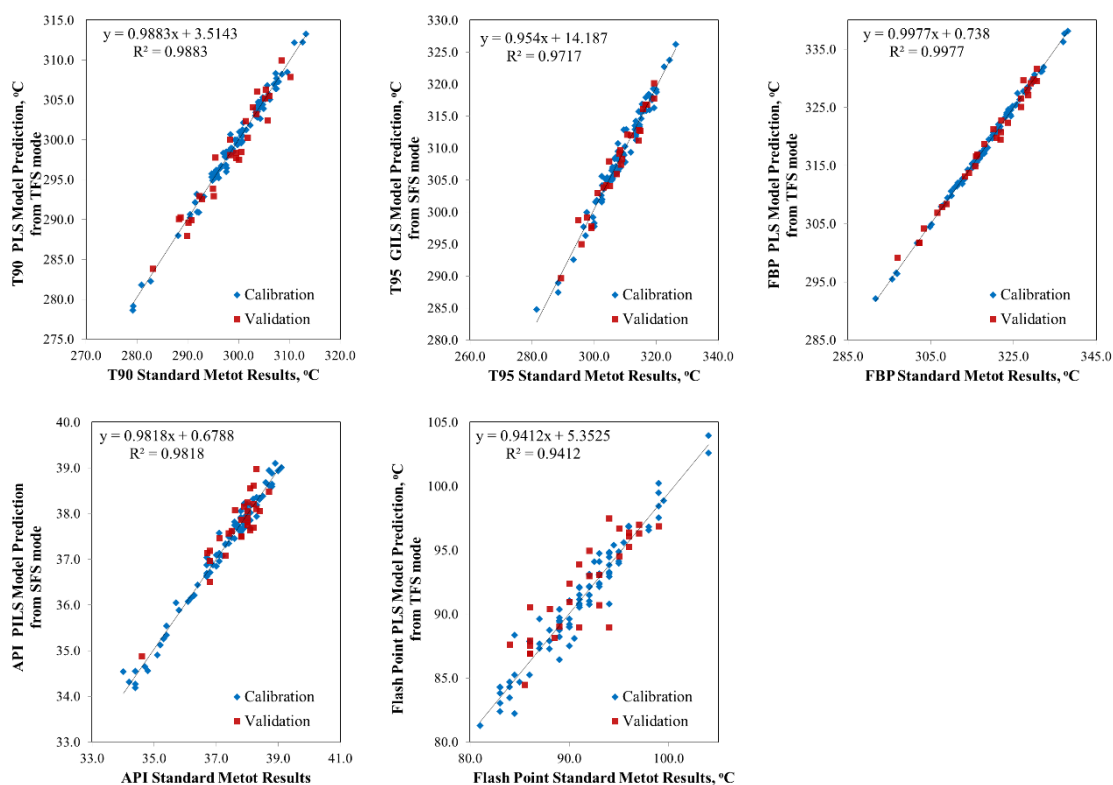 y = 0.9883x + 3.5143
R² = 0.9883
315.0
310.0
305.0
300.0
295.0
290.0
285.0
280.0
275.0
270.0 280.0 290.0 300.0 310.0 320.0
T90 PLS Model Prediction, °C
from TFS mode
Calibration
Validation
T90 Standard Metot Results, °C
y = 0.954x + 14.187
R² = 0.9717
330.0
325.0
320.0
315.0
310.0
305.0
300.0
295.0
290.0
285.0
280.0
260.0 280.0 300.0 320.0 340.0
T95 GILS Model Prediction, °C
from SFS mode
Calibration
Validation
T95 Standard Metot Results, °C
y = 0.9977x + 0.738
R² = 0.9977
335.0
325.0
315.0
305.0
295.0
285.0
285.0 305.0 325.0 345.0
FBP PLS Model Prediction, °C
from TFS mode
Calibration
Validation
FBP Standard Metot Results, °C
y = 0.9818x + 0.6788
R² = 0.9818
40.0
39.0
38.0
37.0
36.0
35.0
34.0
33.0
33.0 35.0 37.0 39.0 41.0
API PILS Model Prediction
from SFS mode
Calibration
Validation
API Standard Metot Results
y = 0.9412x + 5.3525
R² = 0.9412
105.0
100.0
95.0
90.0
85.0
80.0
80.0 90.0 100.0
Flash Point PLS Model Prediction, °C
from TFS mode
Calibration
Validation
Flash Point Standard Metot Results, °C